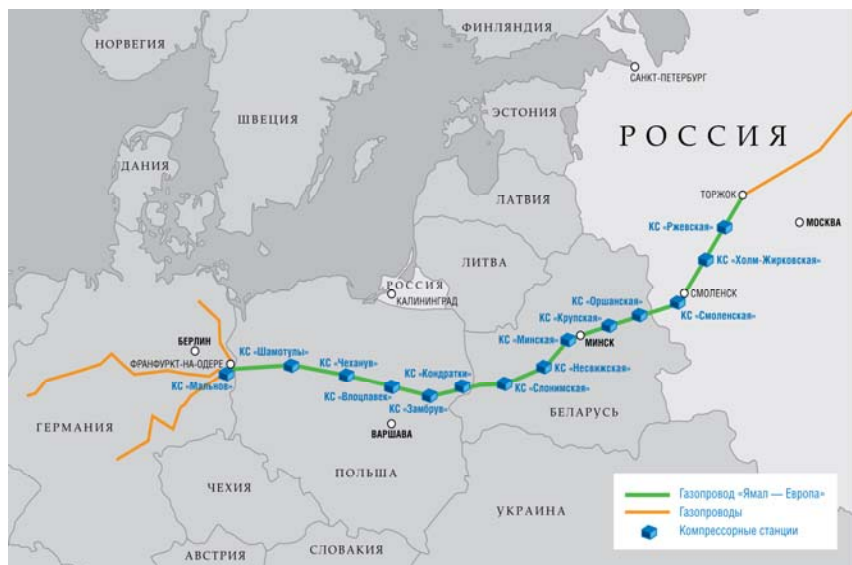 НОРВЕГИЯ
ФИНЛЯНДИЯ
САНКТ-ПЕТЕРБУРГ
ШВЕЦИЯ
ЭСТОНИЯ
РОССИЯ
ДАНИЯ
ЛАТВИЯ
ТОРЖОК
МОСКВА
КС «Ржевская»
ЛИТВА
КС «Холм-Жирковская»
РОССИЯ
КАЛИНИНГРАД
СМОЛЕНСК
КС «Оршанская»
КС «Смоленская»
КС «Крупская»
КС «Минская»
МИНСК
БЕРЛИН
КС «Шамотулы»
ФРАНФУРКТ-НА-ОДЕРЕ
КС «Чеханув»
КС «Кондратки»
КС «Несвижская»
КС «Мальнов»
КС «Влоцлавек»
КС «Слонимская»
КС «Замбрув»
БЕЛАРУСЬ
ГЕРМАНИЯ
ВАРШАВА
ПОЛЬША
ЧЕХИЯ
УКРАИНА
СЛОВАКИЯ
АВСТРИЯ
Газопровод «Ямал — Европа»
Газопроводы
Компрессорные станции